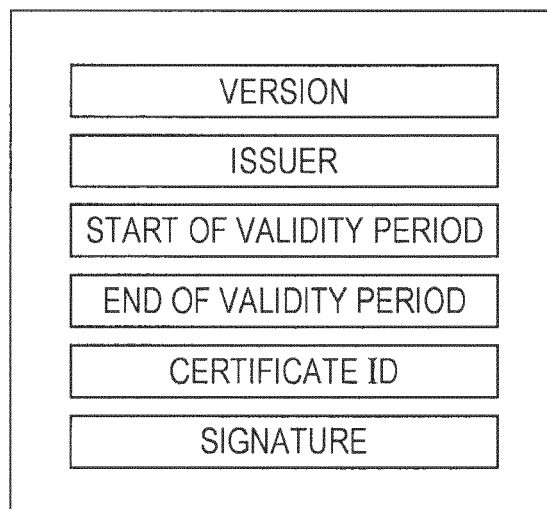 VERSION
ISSUER
START OF VALIDITY PERIOD
END OF VALIDITY PERIOD
CERTIFICATE ID
SIGNATURE